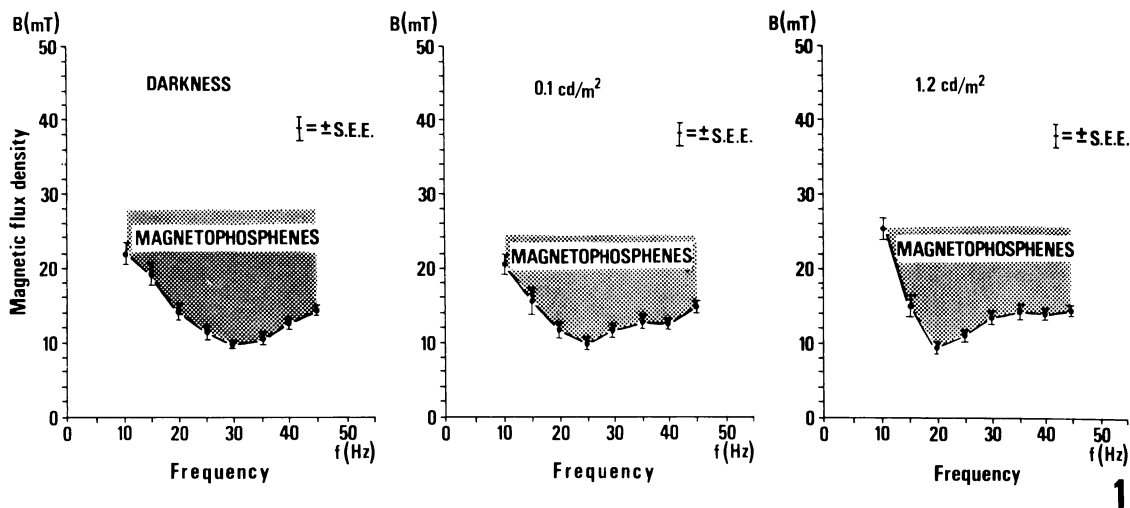 B(mT)
50
40
30
20
10
0
Magnetic flux density
DARKNESS
= ± S.E.E.
MAGNETOPHOSPHENES
0 10 20 30 40 50
f (Hz)
Frequency
B(mT)
50
40
30
20
10
0
0.1 cd/m²
= ± S.E.E.
MAGNETOPHOSPHENES
0 10 20 30 40 50
f (Hz)
Frequency
B(mT)
50
40
30
20
10
0
1.2 cd/m²
= ± S.E.E.
MAGNETOPHOSPHENES
0 10 20 30 40 50
f (Hz)
Frequency
1